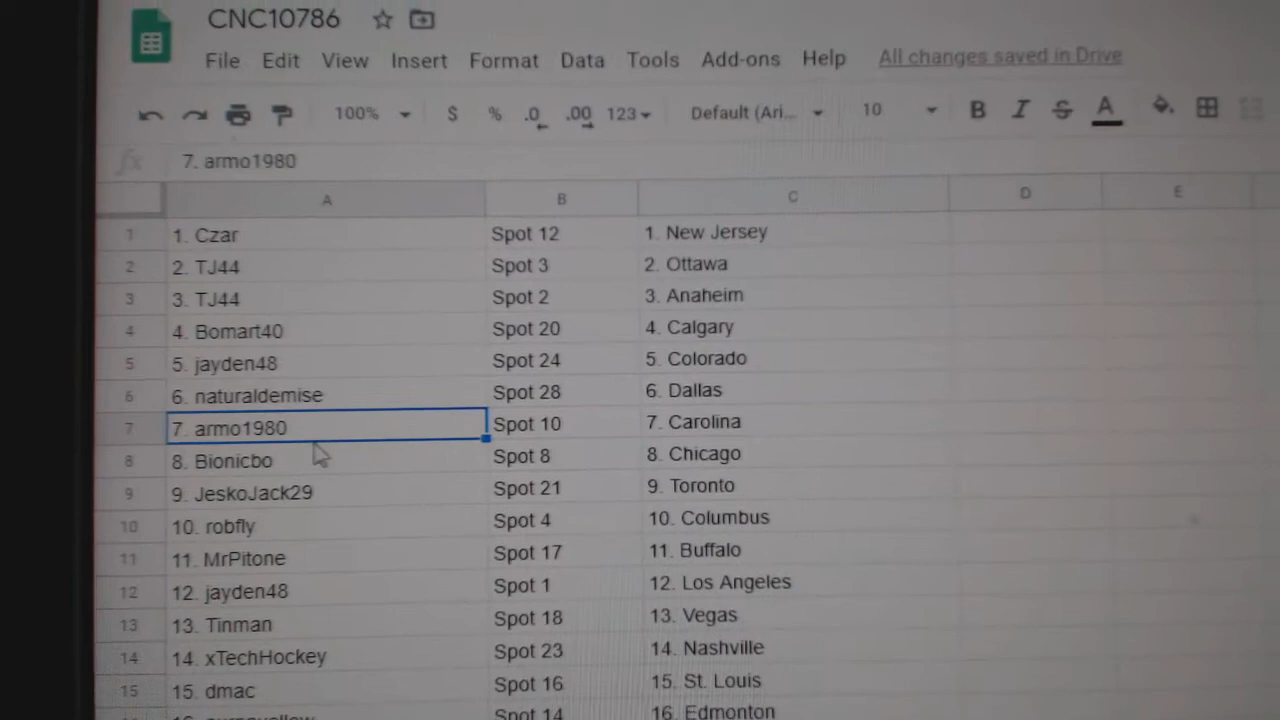 CNC10786
File Edit View Insert Format Data Tools Add-ons Help All changes saved in Drive
100% $ % .0 .00 123 Default (Ari... 10 B I S A
fx 7. armo1980
A B C D E
1 1. Czar Spot 12 1. New Jersey
2 2. TJ44 Spot 3 2. Ottawa
3 3. TJ44 Spot 2 3. Anaheim
4 4. Bomart40 Spot 20 4. Calgary
5 5. jayden48 Spot 24 5. Colorado
6 6. naturaldemise Spot 28 6. Dallas
7 7. armo1980 Spot 10 7. Carolina
8 8. Bionicbo Spot 8 8. Chicago
9 9. JeskoJack29 Spot 21 9. Toronto
10 10. robfly Spot 4 10. Columbus
11 11. MrPitone Spot 17 11. Buffalo
12 12. jayden48 Spot 1 12. Los Angeles
13 13. Tinman Spot 18 13. Vegas
14 14. xTechHockey Spot 23 14. Nashville
15 15. dmac Spot 16 15. St. Louis
Spot 14 16. Edmonton